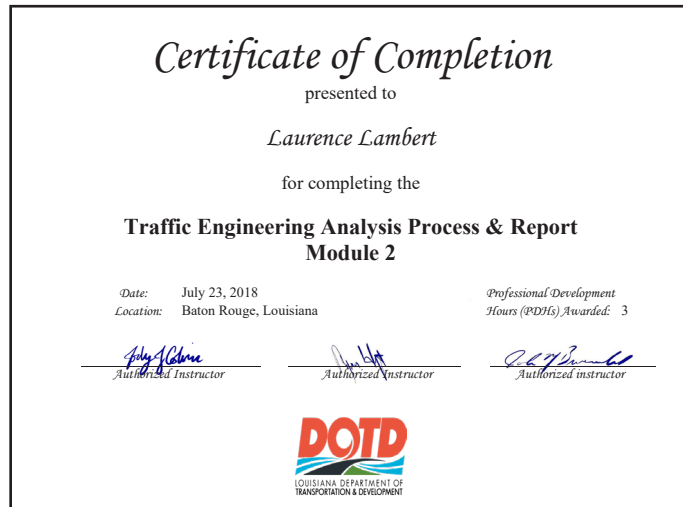 Certificate of Completion
presented to
Laurence Lambert
for completing the
Traffic Engineering Analysis Process & Report
Module 2
Date: July 23, 2018
Location: Baton Rouge, Louisiana
Professional Development
Hours (PDHs) Awarded: 3
Authorized Instructor
Authorized Instructor
Authorized instructor
DOTD
LOUISIANA DEPARTMENT OF
TRANSPORTATION & DEVELOPMENT